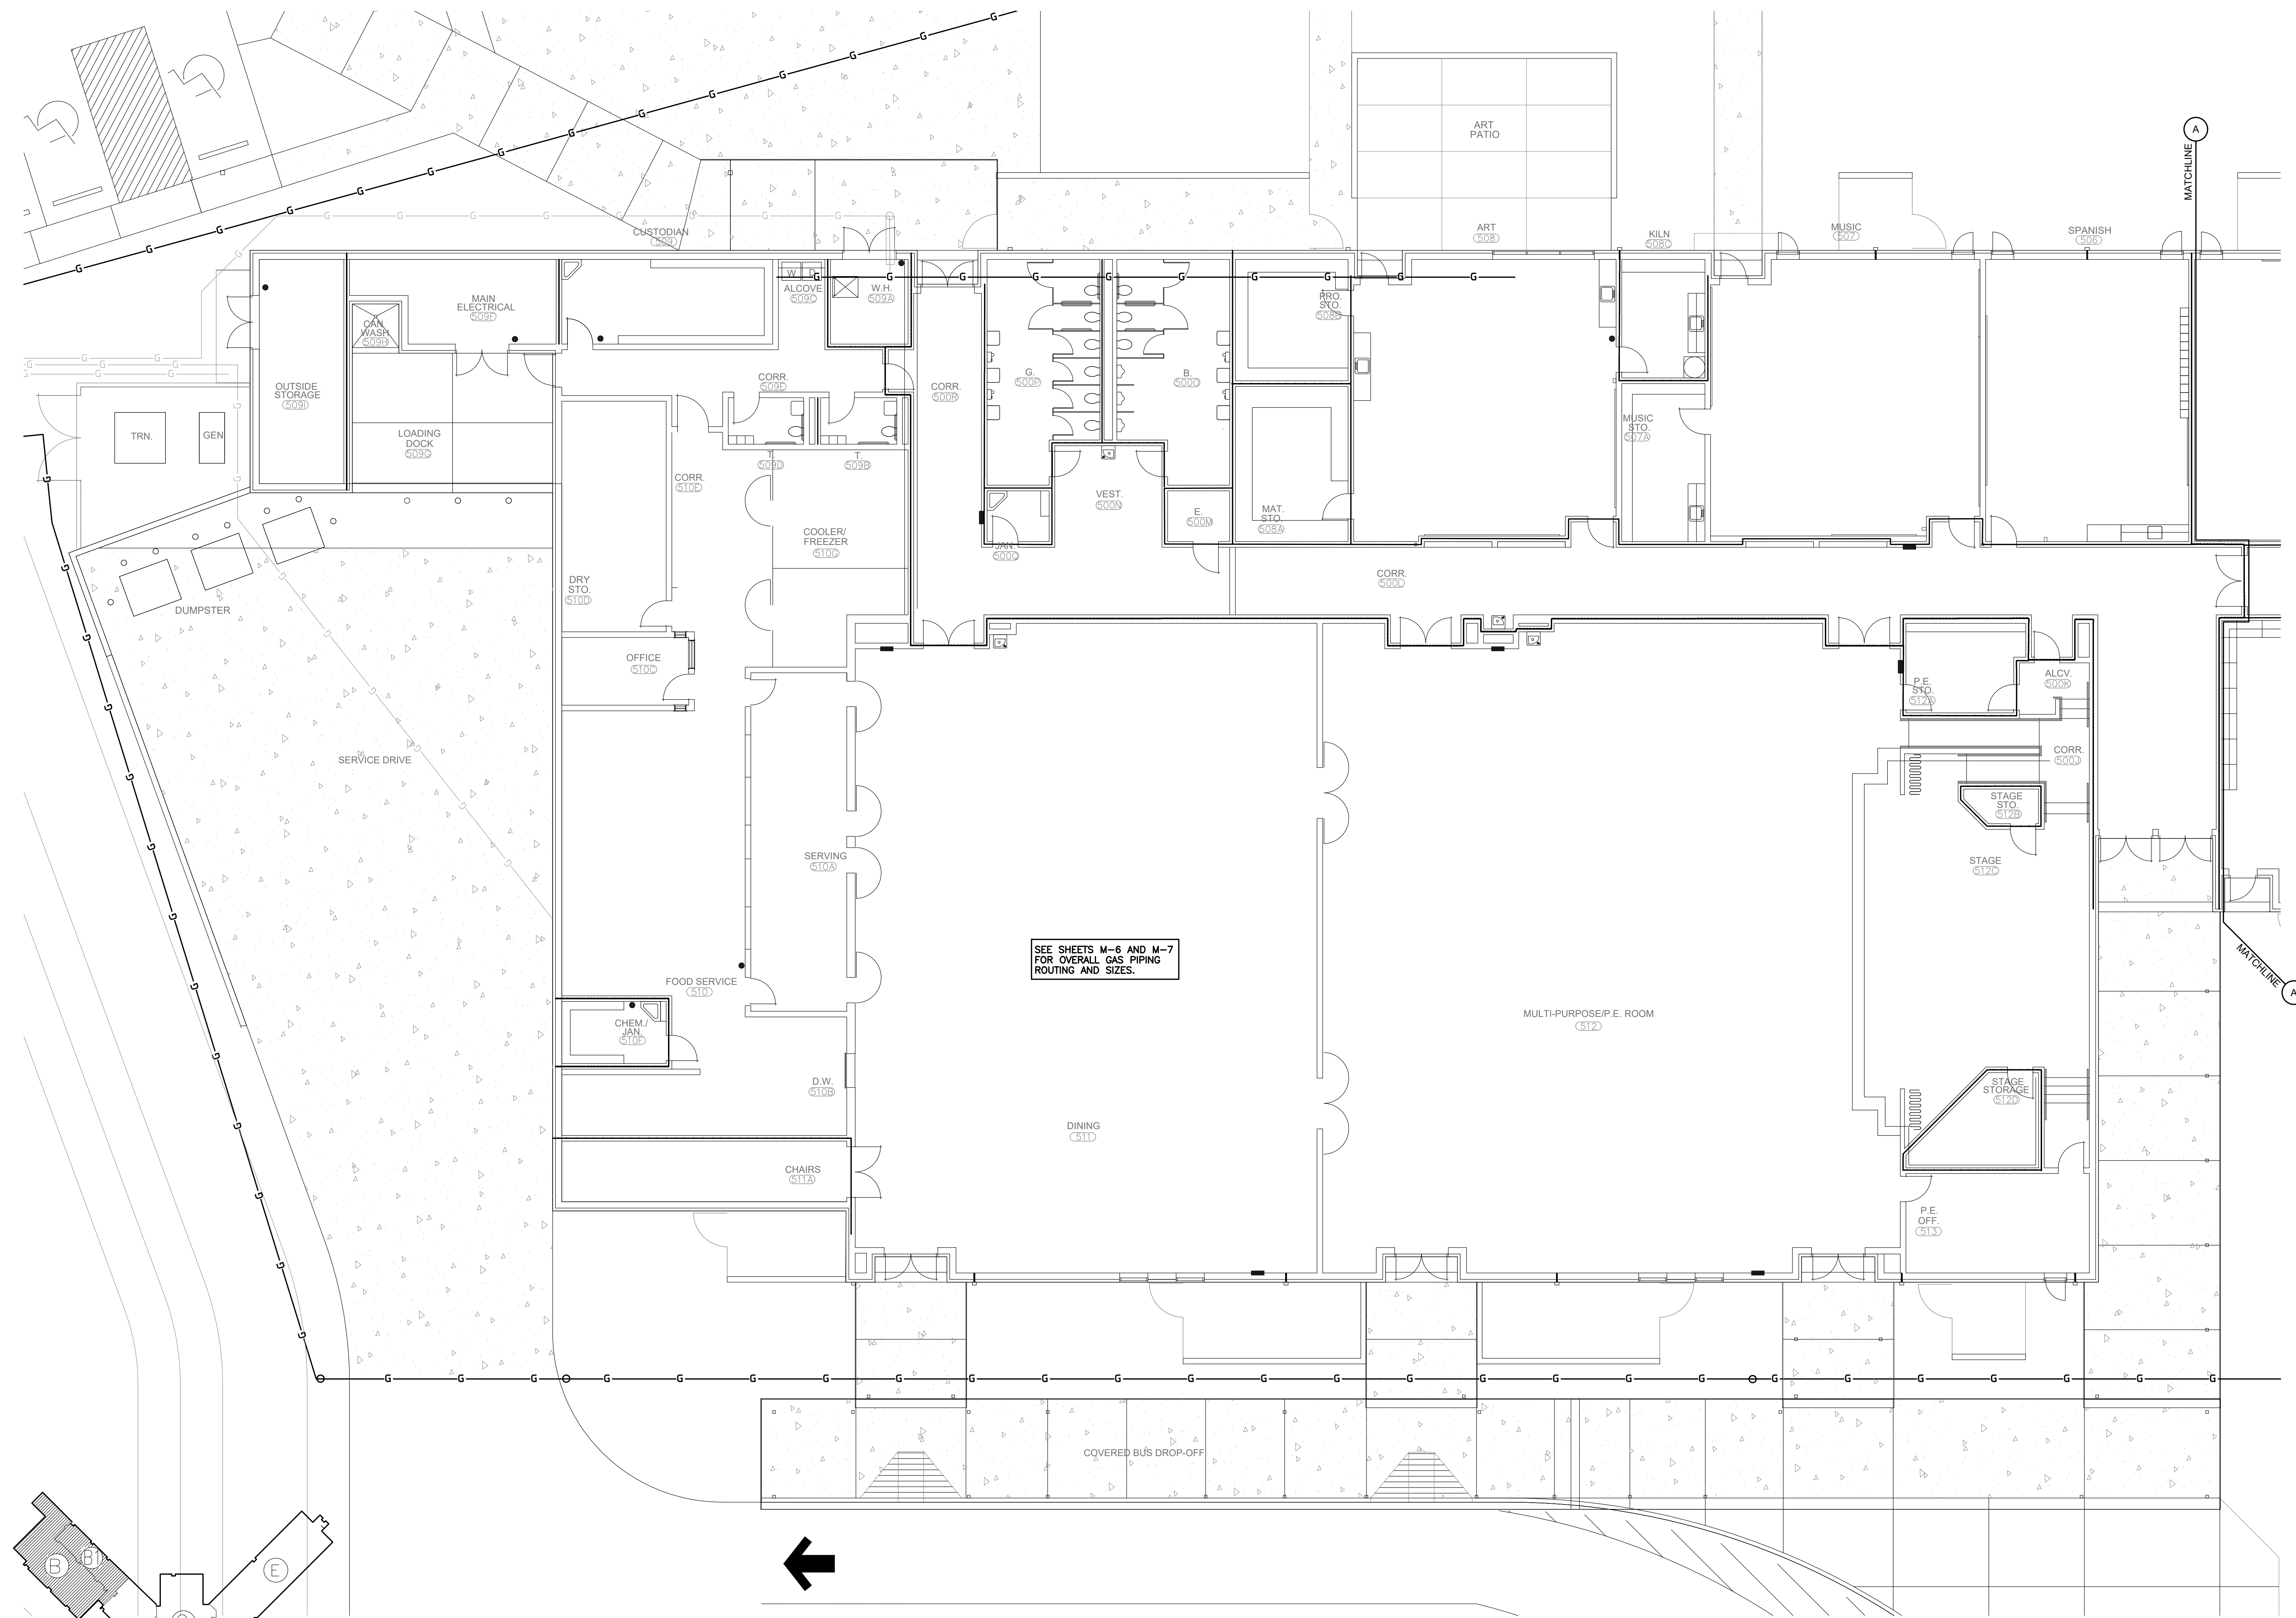 ART
PATIO
A
MATCHLINE
CUSTODIAN
509
ART
508
KILN
508C
MUSIC
507
SPANISH
506
W
D
ALCOVE
509C
W.H.
509A
MAIN
ELECTRICAL
509F
CAN
WASH
509H
PRO.
STO.
508B
OUTSIDE
STORAGE
509I
CORR.
509E
CORR.
500R
G.
500P
B.
500O
TRN.
GEN
LOADING
DOCK
509G
MUSIC
STO.
507A
T.
509D
T.
509B
CORR.
510E
VEST.
500N
E.
500M
MAT.
STO.
508A
COOLER/
FREEZER
510G
JAN.
500Q
CORR.
500L
DRY
STO.
510D
DUMPSTER
OFFICE
510C
P.E.
STO.
512A
ALCV.
500K
SERVICE DRIVE
CORR.
500J
STAGE
STO.
512B
SERVING
510A
STAGE
512C
SEE SHEETS M-6 AND M-7
FOR OVERALL GAS PIPING
ROUTING AND SIZES.
MATCHLINE
A
FOOD SERVICE
510
CHEM./
JAN.
510F
MULTI-PURPOSE/P.E. ROOM
512
D.W.
510B
STAGE
STORAGE
512D
DINING
511
CHAIRS
511A
P.E.
OFF.
513
G G G G G G G G G G G G G G G G G G G G G G G G G G
COVERED BUS DROP-OFF
B
B1
E